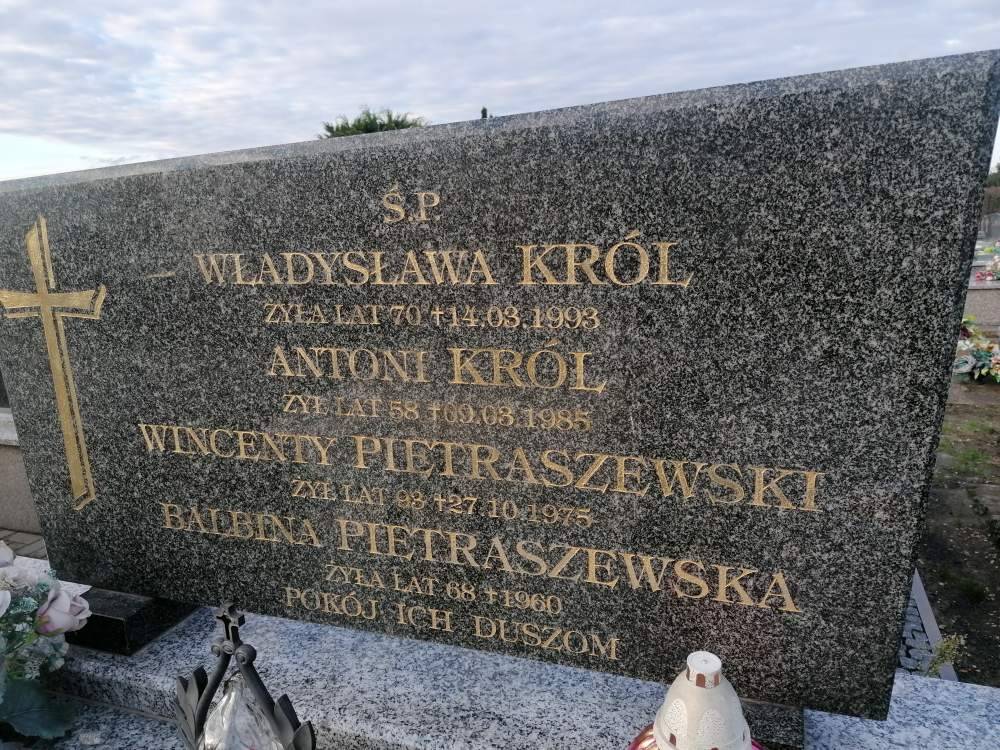 Ś.P
WŁADYSŁAWA KRÓL
ŻYŁA LAT 70 †14.03.1993
ANTONI KRÓL
ŻYŁ LAT 58 †09.03.1985
WINCENTY PIETRASZEWSKI
ŻYŁ LAT 93 †27.10.1975
BALBINA PIETRASZEWSKA
ŻYŁA LAT 68 †1960
POKÓJ ICH DUSZOM